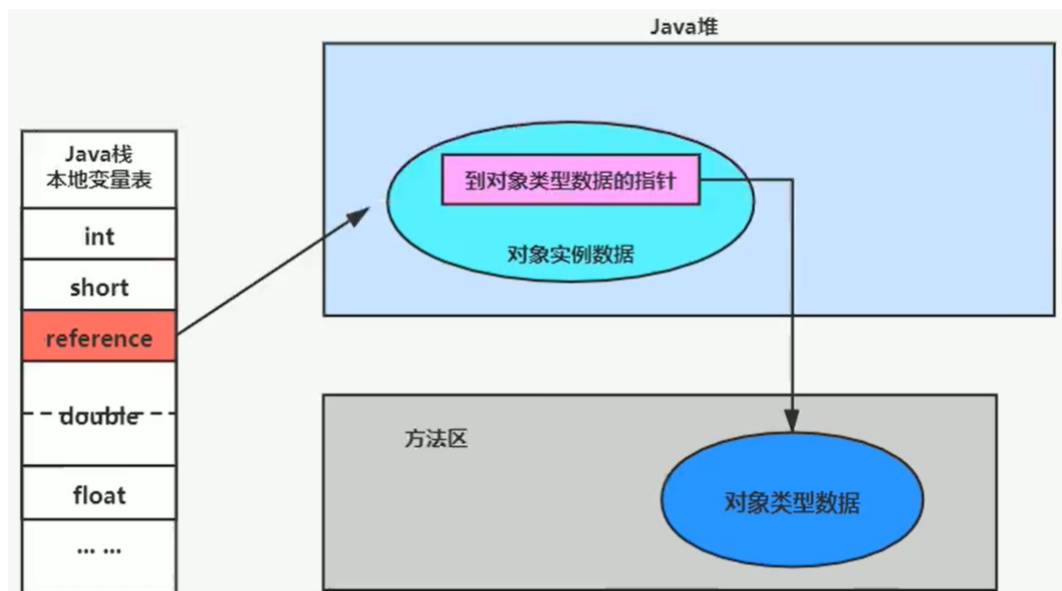 Java堆
Java栈
本地变量表
int
short
reference
double
float
... ...
到对象类型数据的指针
对象实例数据
方法区
对象类型数据